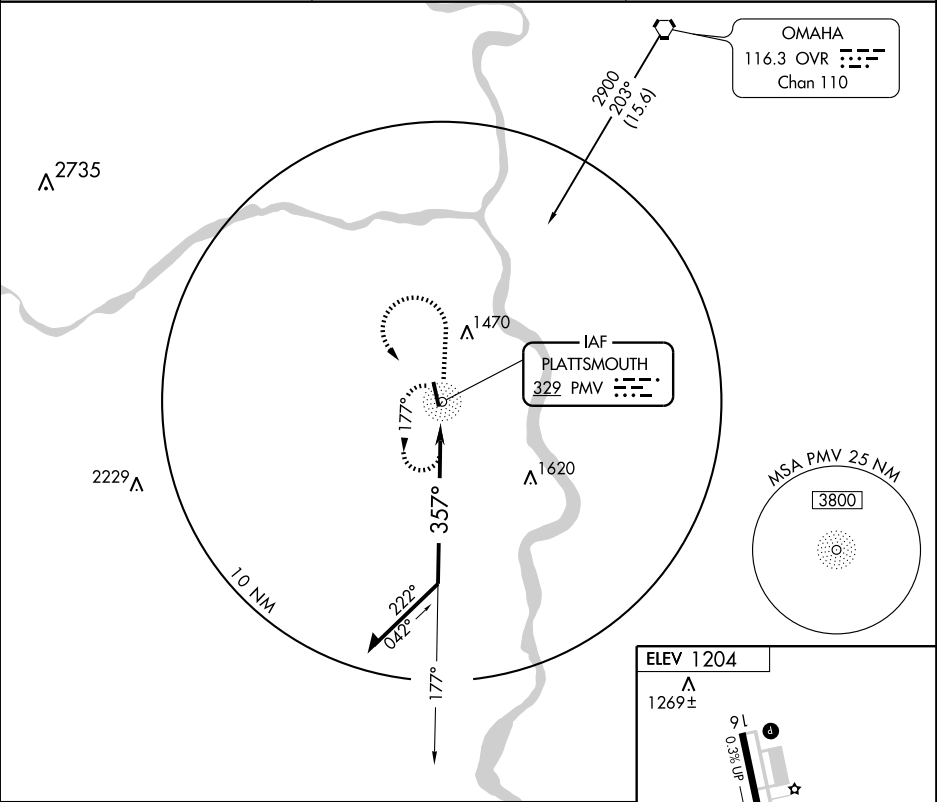 OMAHA
116.3 OVR
Chan 110
2900
203°
(15.6)
2735
1470
IAF
PLATTSMOUTH
329 PMV
177°
2229
1620
357°
MSA PMV 25 NM
3800
10 NM
222°
042°
177°
ELEV 1204
1269±
16
P
0.3% UP